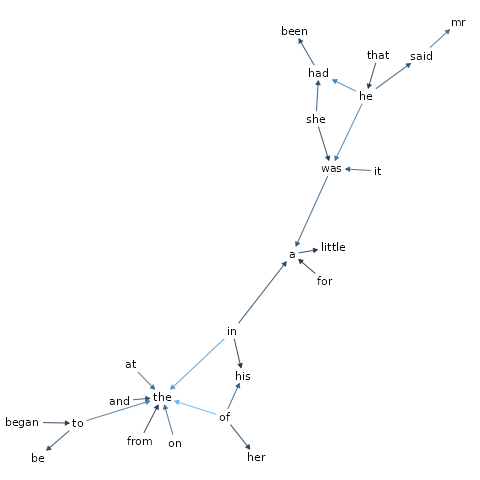 mr
been
that
said
had
he
she
was
it
little
a
for
in
at
his
and
the
of
began
to
from
on
be
her